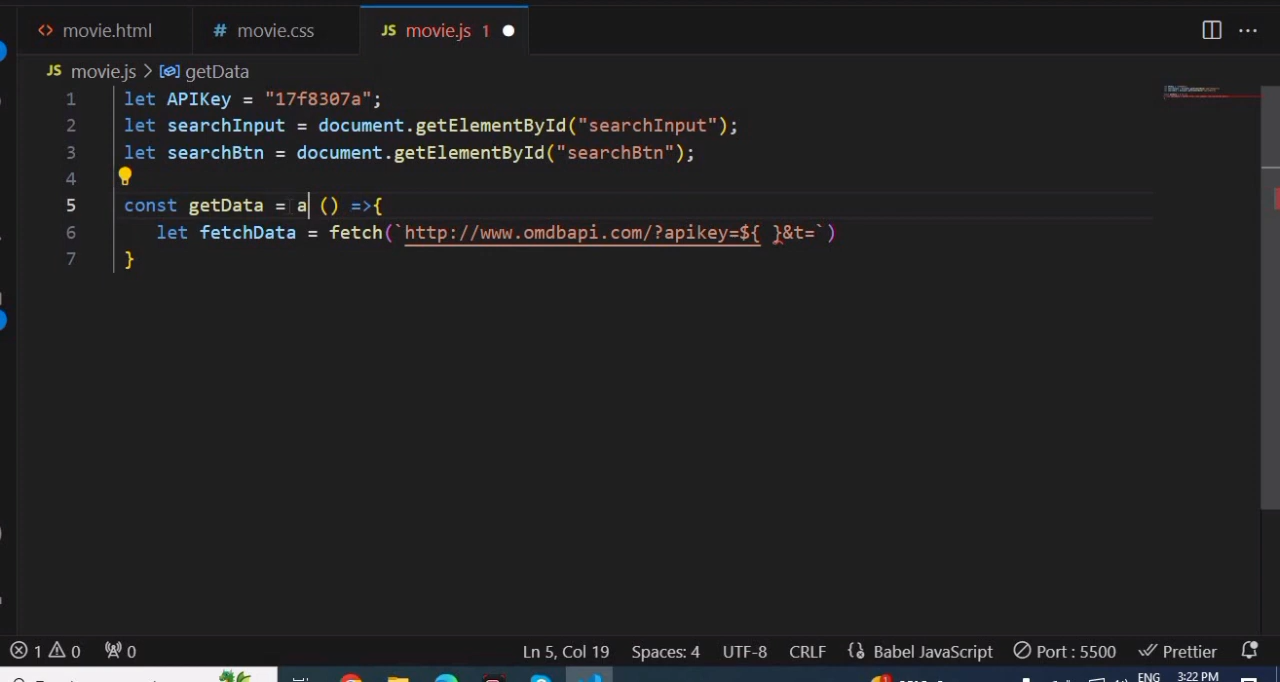 movie.html # movie.css JS movie.js 1
JS movie.js > getData
1 let APIKey = "17f8307a";
2 let searchInput = document.getElementById("searchInput");
3 let searchBtn = document.getElementById("searchBtn");
4
5 const getData = a () =>{
6 let fetchData = fetch(`http://www.omdbapi.com/?apikey=${ }&t=`)
7 }
1 0 0 Ln 5, Col 19 Spaces: 4 UTF-8 CRLF Babel JavaScript Port : 5500 Prettier
ENG 3:22 PM